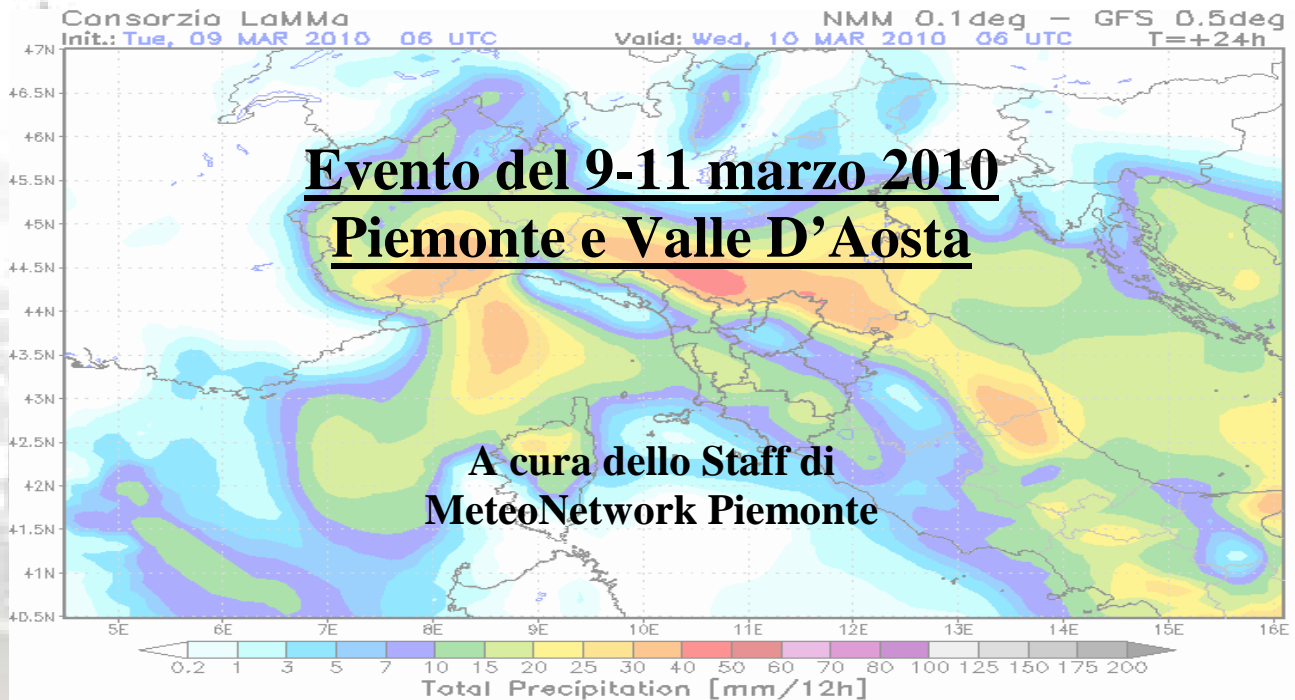 Consorzio LaMMa NMM 0.1deg – GFS 0.5deg
Init.: Tue, 09 MAR 2010 06 UTC Valid: Wed, 10 MAR 2010 06 UTC T=+24h
47N
46.5N
46N
45.5N
45N
44.5N
44N
43.5N
43N
42.5N
42N
41.5N
41N
40.5N
Evento del 9-11 marzo 2010
Piemonte e Valle D’Aosta
A cura dello Staff di
MeteoNetwork Piemonte
5E 6E 7E 8E 9E 10E 11E 12E 13E 14E 15E 16E
0.2 1 3 5 7 10 15 20 25 30 40 50 60 70 80 100 125 150 175 200
Total Precipitation [mm/12h]